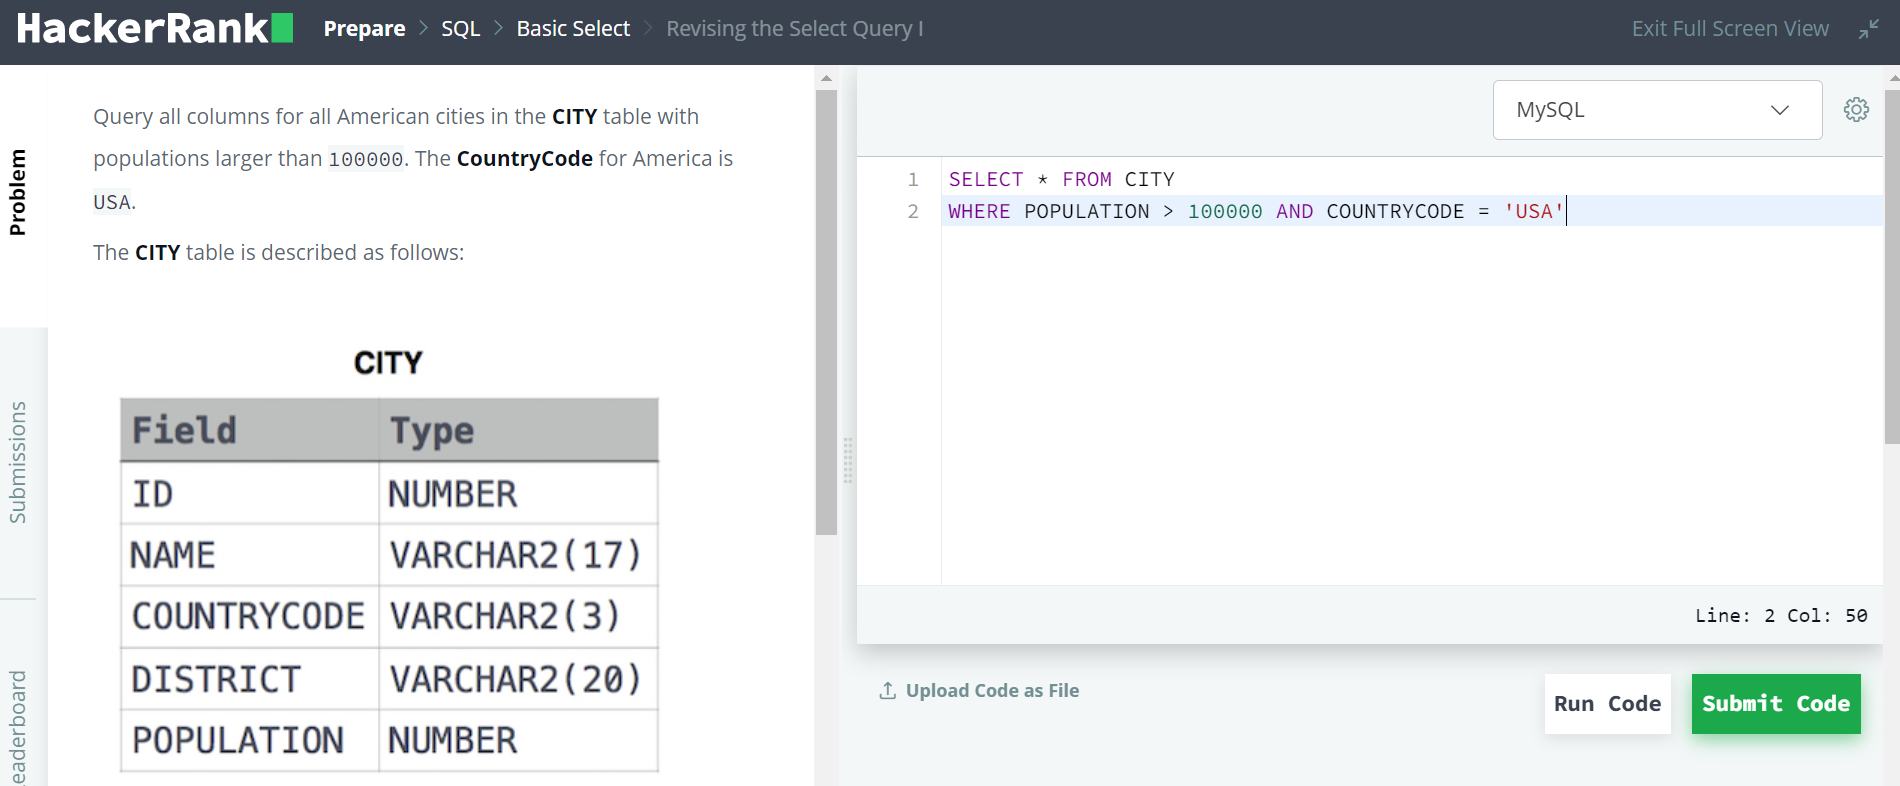 HackerRank Prepare > SQL > Basic Select > Revising the Select Query I
Exit Full Screen View
Problem
Submissions
Query all columns for all American cities in the CITY table with
populations larger than 100000. The CountryCode for America is
USA.
The CITY table is described as follows:
CITY
Field Type
ID NUMBER
NAME VARCHAR2(17)
COUNTRYCODE VARCHAR2(3)
DISTRICT VARCHAR2(20)
POPULATION NUMBER
MySQL
1 SELECT * FROM CITY
2 WHERE POPULATION > 100000 AND COUNTRYCODE = 'USA'
Line: 2 Col: 50
Upload Code as File
Run Code
Submit Code